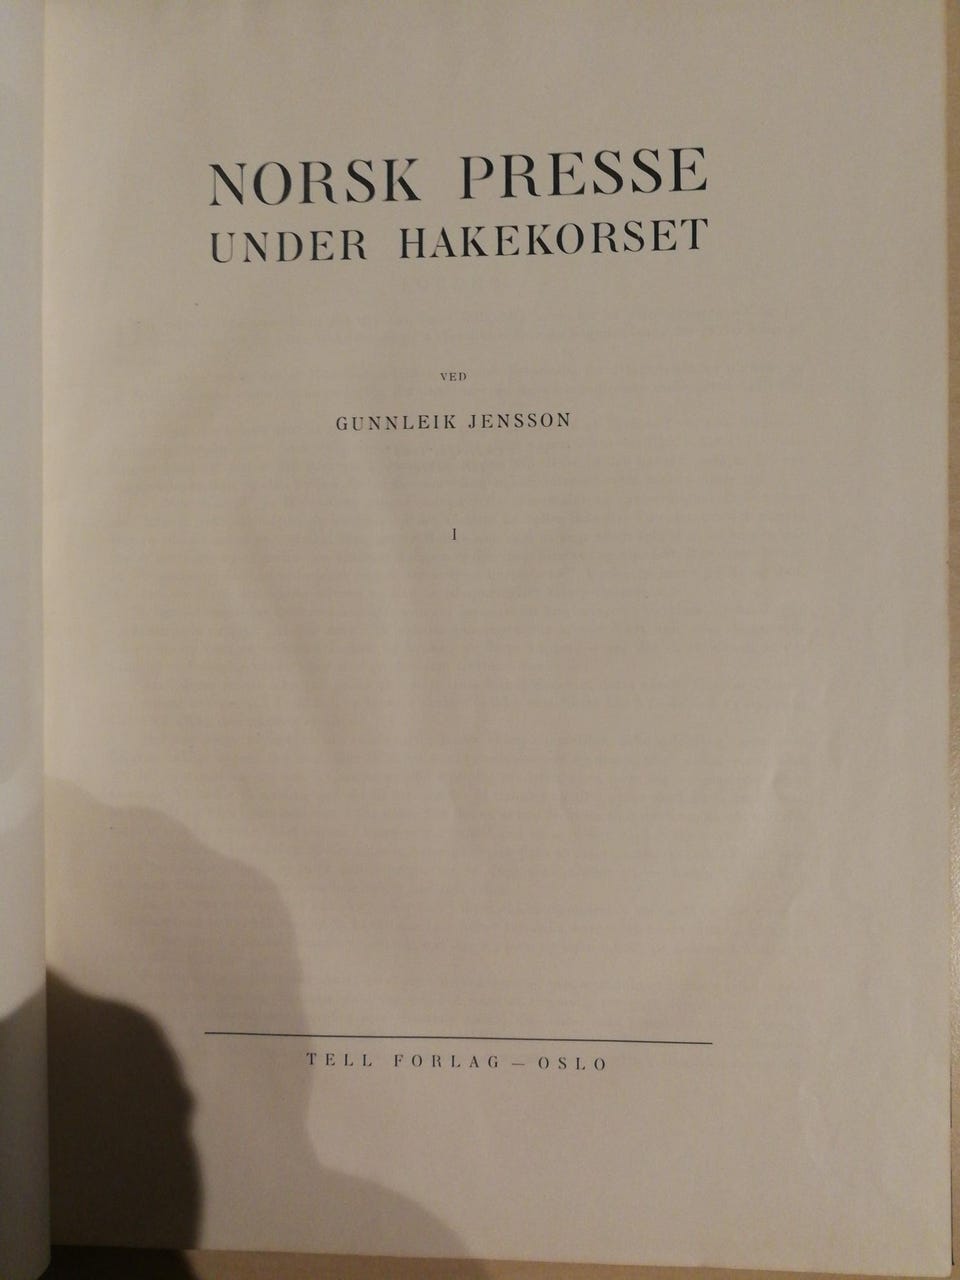 NORSK PRESSE
UNDER HAKEKORSET
VED
GUNNLEIK JENSSON
I
TELL FORLAG — OSLO